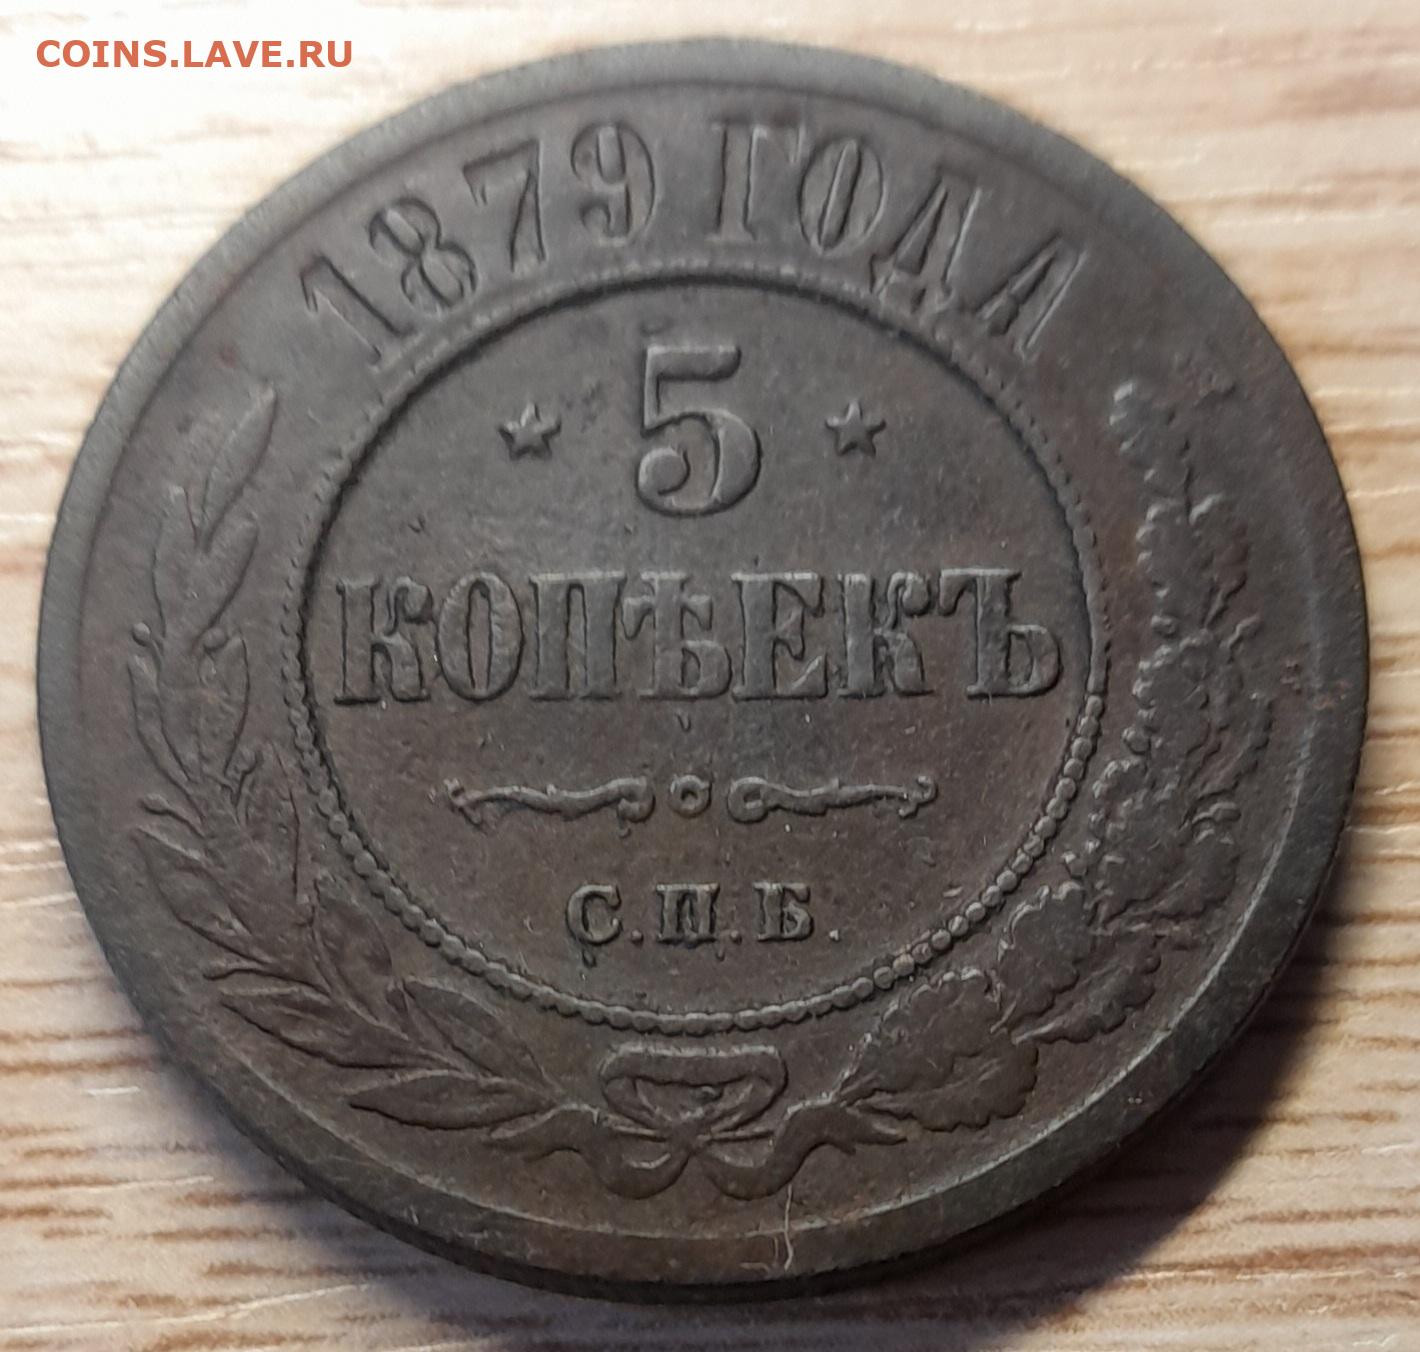 COINS.LAVE.RU
1879 ГОДА
5
КОПѢЕКЪ
С.П.Б.